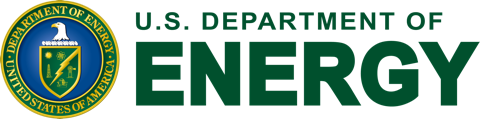 DEPARTMENT OF ENERGY
UNITED STATES OF AMERICA
U.S. DEPARTMENT OF
ENERGY